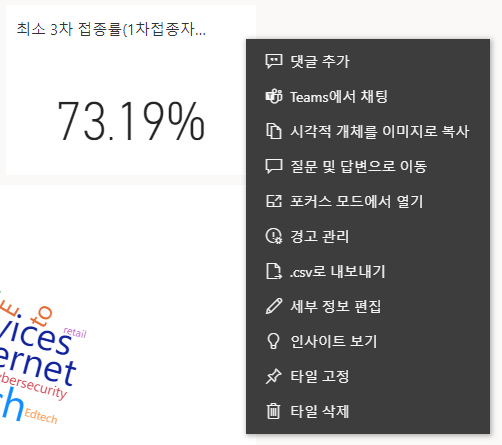 최소 3차 접종률(1차접종자...
73.19%
댓글 추가
Teams에서 채팅
시각적 개체를 이미지로 복사
질문 및 답변으로 이동
포커스 모드에서 열기
경고 관리
.csv로 내보내기
세부 정보 편집
인사이트 보기
타일 고정
타일 삭제
to
retail
Edtech